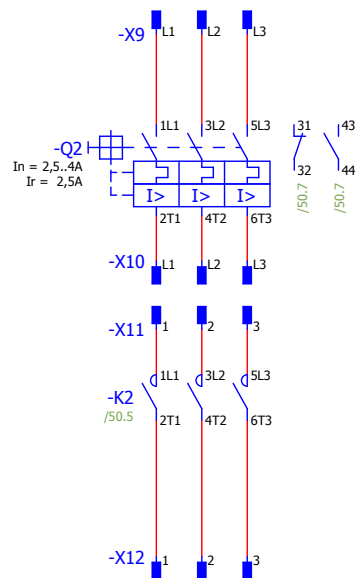 -X9 L1 L2 L3
1L1 3L2 5L3 31 43
-Q2
In = 2,5..4A
Ir = 2,5A
32 44
/50.7 /50.7
I> I> I>
2T1 4T2 6T3
-X10 L1 L2 L3
-X11 1 2 3
1L1 3L2 5L3
-K2
/50.5
2T1 4T2 6T3
-X12 1 2 3